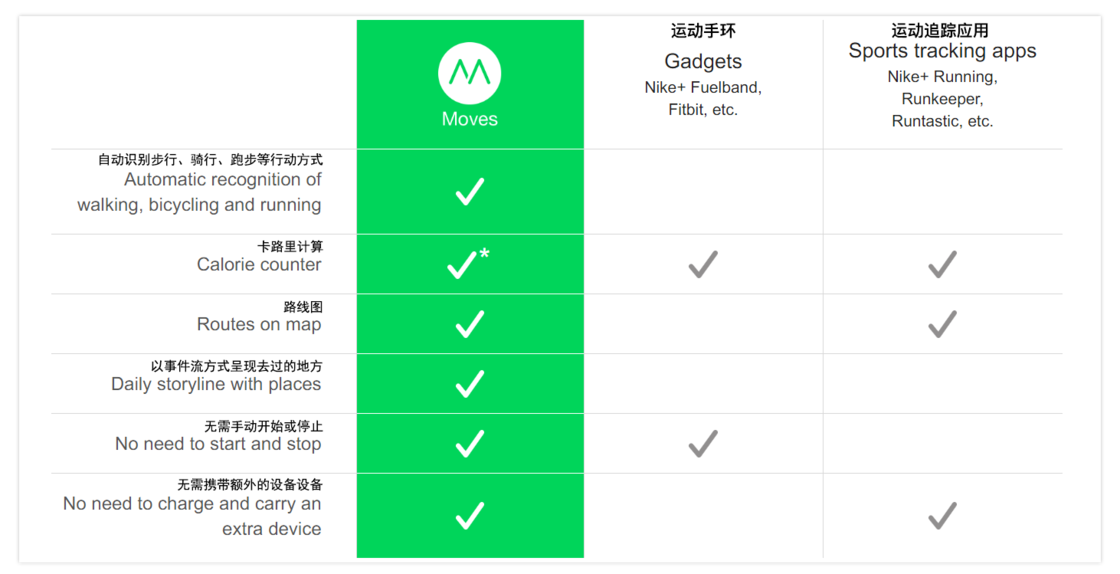 运动手环
运动追踪应用
Gadgets
Sports tracking apps
Nike+ Fuelband,
Fitbit, etc.
Nike+ Running,
Runkeeper,
Runtastic, etc.
Moves
自动识别步行、骑行、跑步等行动方式
Automatic recognition of
walking, bicycling and running
卡路里计算
Calorie counter
*
路线图
Routes on map
以事件流方式呈现去过的地方
Daily storyline with places
无需手动开始或停止
No need to start and stop
无需携带额外的设备设备
No need to charge and carry an
extra device